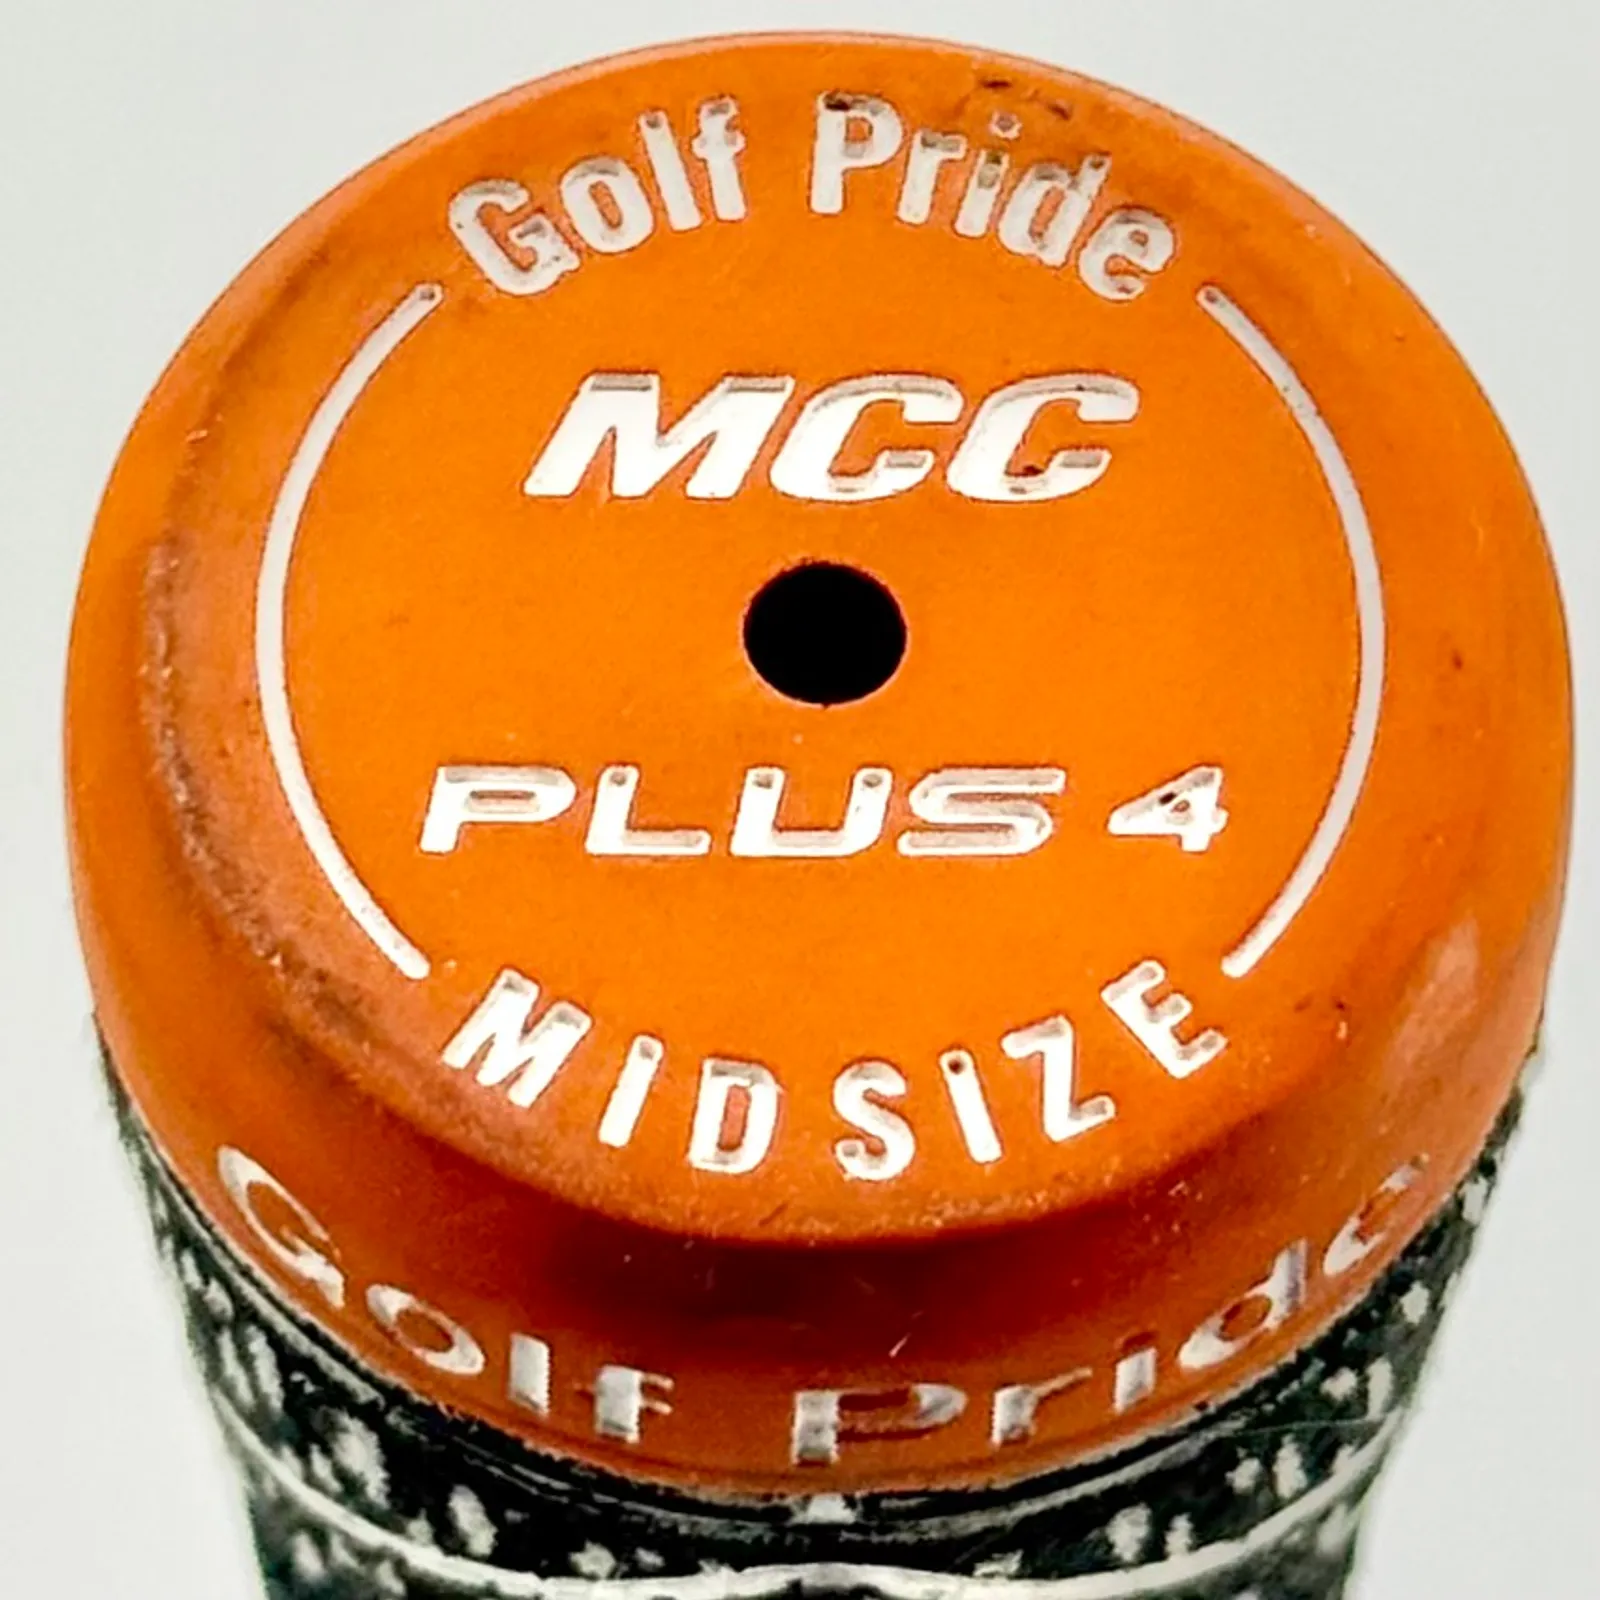 Golf Pride
MCC
PLUS 4
MIDSIZE
Golf Pride